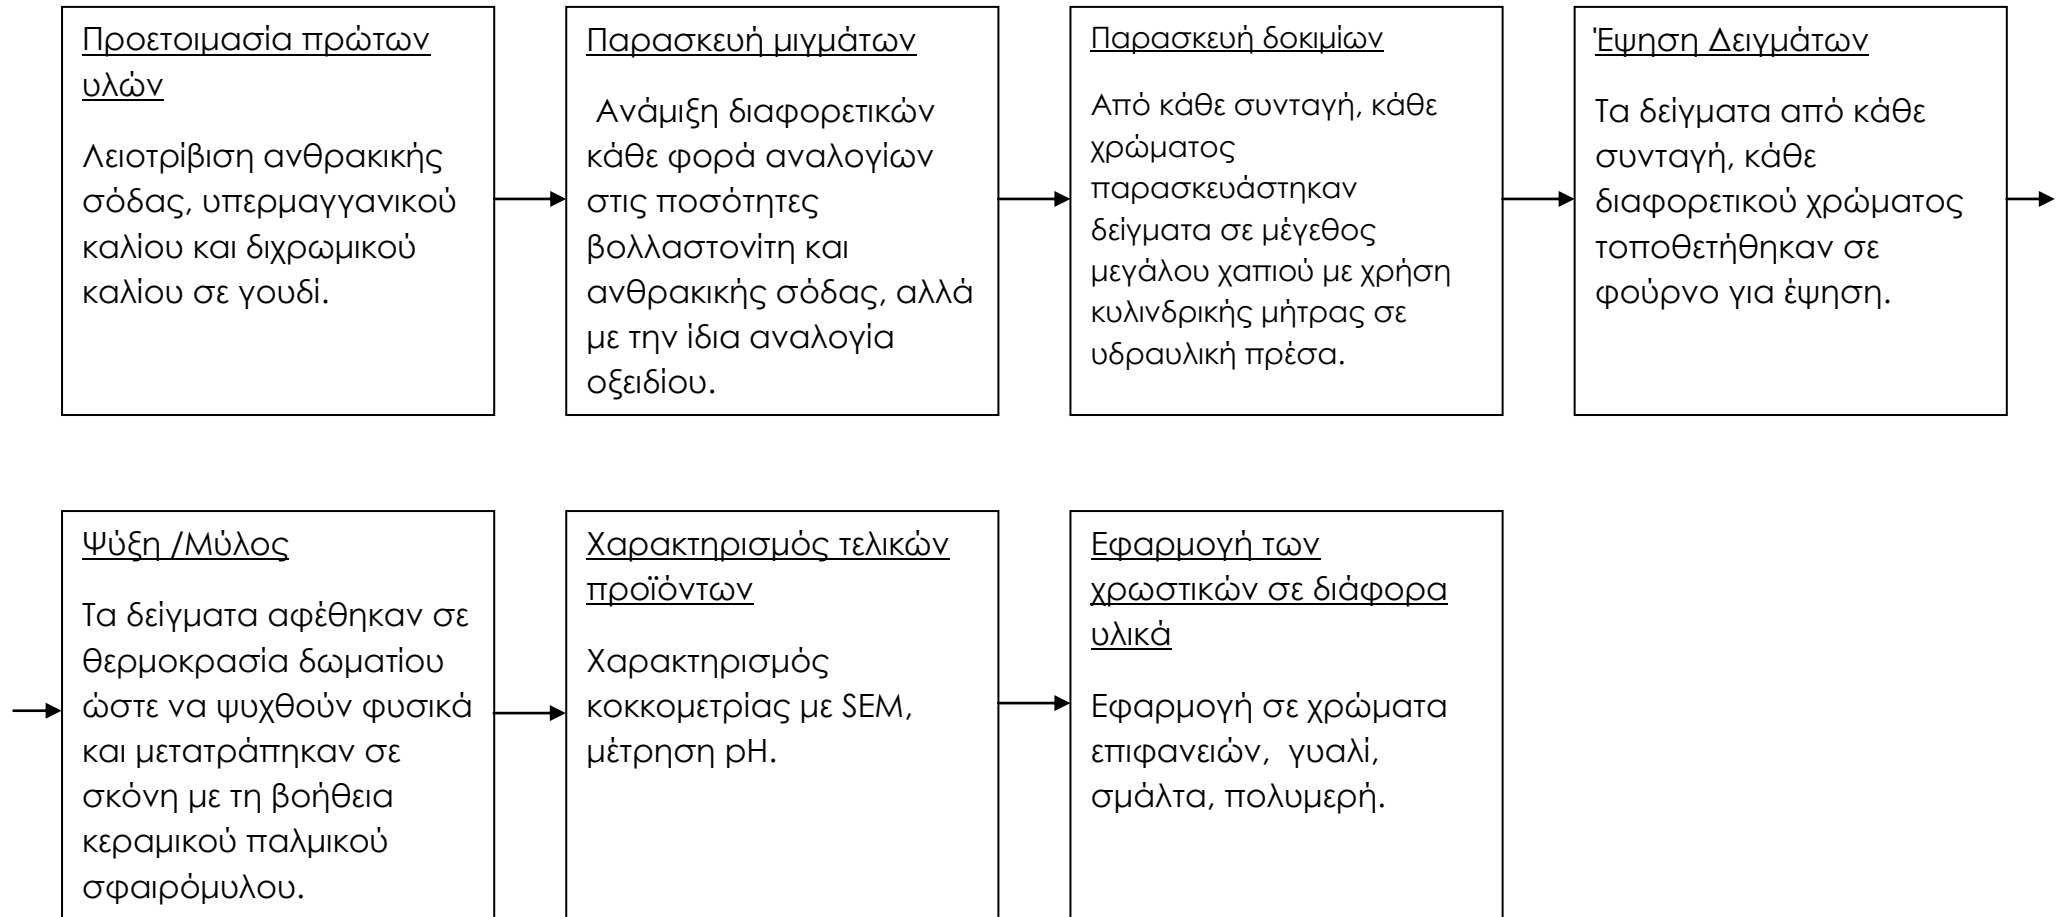 Προετοιμασία πρώτων
υλών
Λειοτρίβιση ανθρακικής
σόδας, υπερμαγγανικού
καλίου και διχρωμικού
καλίου σε γουδί.
Παρασκευή μιγμάτων
Ανάμιξη διαφορετικών
κάθε φορά αναλογίων
στις ποσότητες
βολλαστονίτη και
ανθρακικής σόδας, αλλά
με την ίδια αναλογία
οξειδίου.
Παρασκευή δοκιμίων
Από κάθε συνταγή, κάθε
χρώματος
παρασκευάστηκαν
δείγματα σε μέγεθος
μεγάλου χαπιού με χρήση
κυλινδρικής μήτρας σε
υδραυλική πρέσα.
Έψηση Δειγμάτων
Τα δείγματα από κάθε
συνταγή, κάθε
διαφορετικού χρώματος
τοποθετήθηκαν σε
φούρνο για έψηση.
Ψύξη /Μύλος
Τα δείγματα αφέθηκαν σε
θερμοκρασία δωματίου
ώστε να ψυχθούν φυσικά
και μετατράπηκαν σε
σκόνη με τη βοήθεια
κεραμικού παλμικού
σφαιρόμυλου.
Χαρακτηρισμός τελικών
προϊόντων
Χαρακτηρισμός
κοκκομετρίας με SEM,
μέτρηση pH.
Εφαρμογή των
χρωστικών σε διάφορα
υλικά
Εφαρμογή σε χρώματα
επιφανειών, γυαλί,
σμάλτα, πολυμερή.